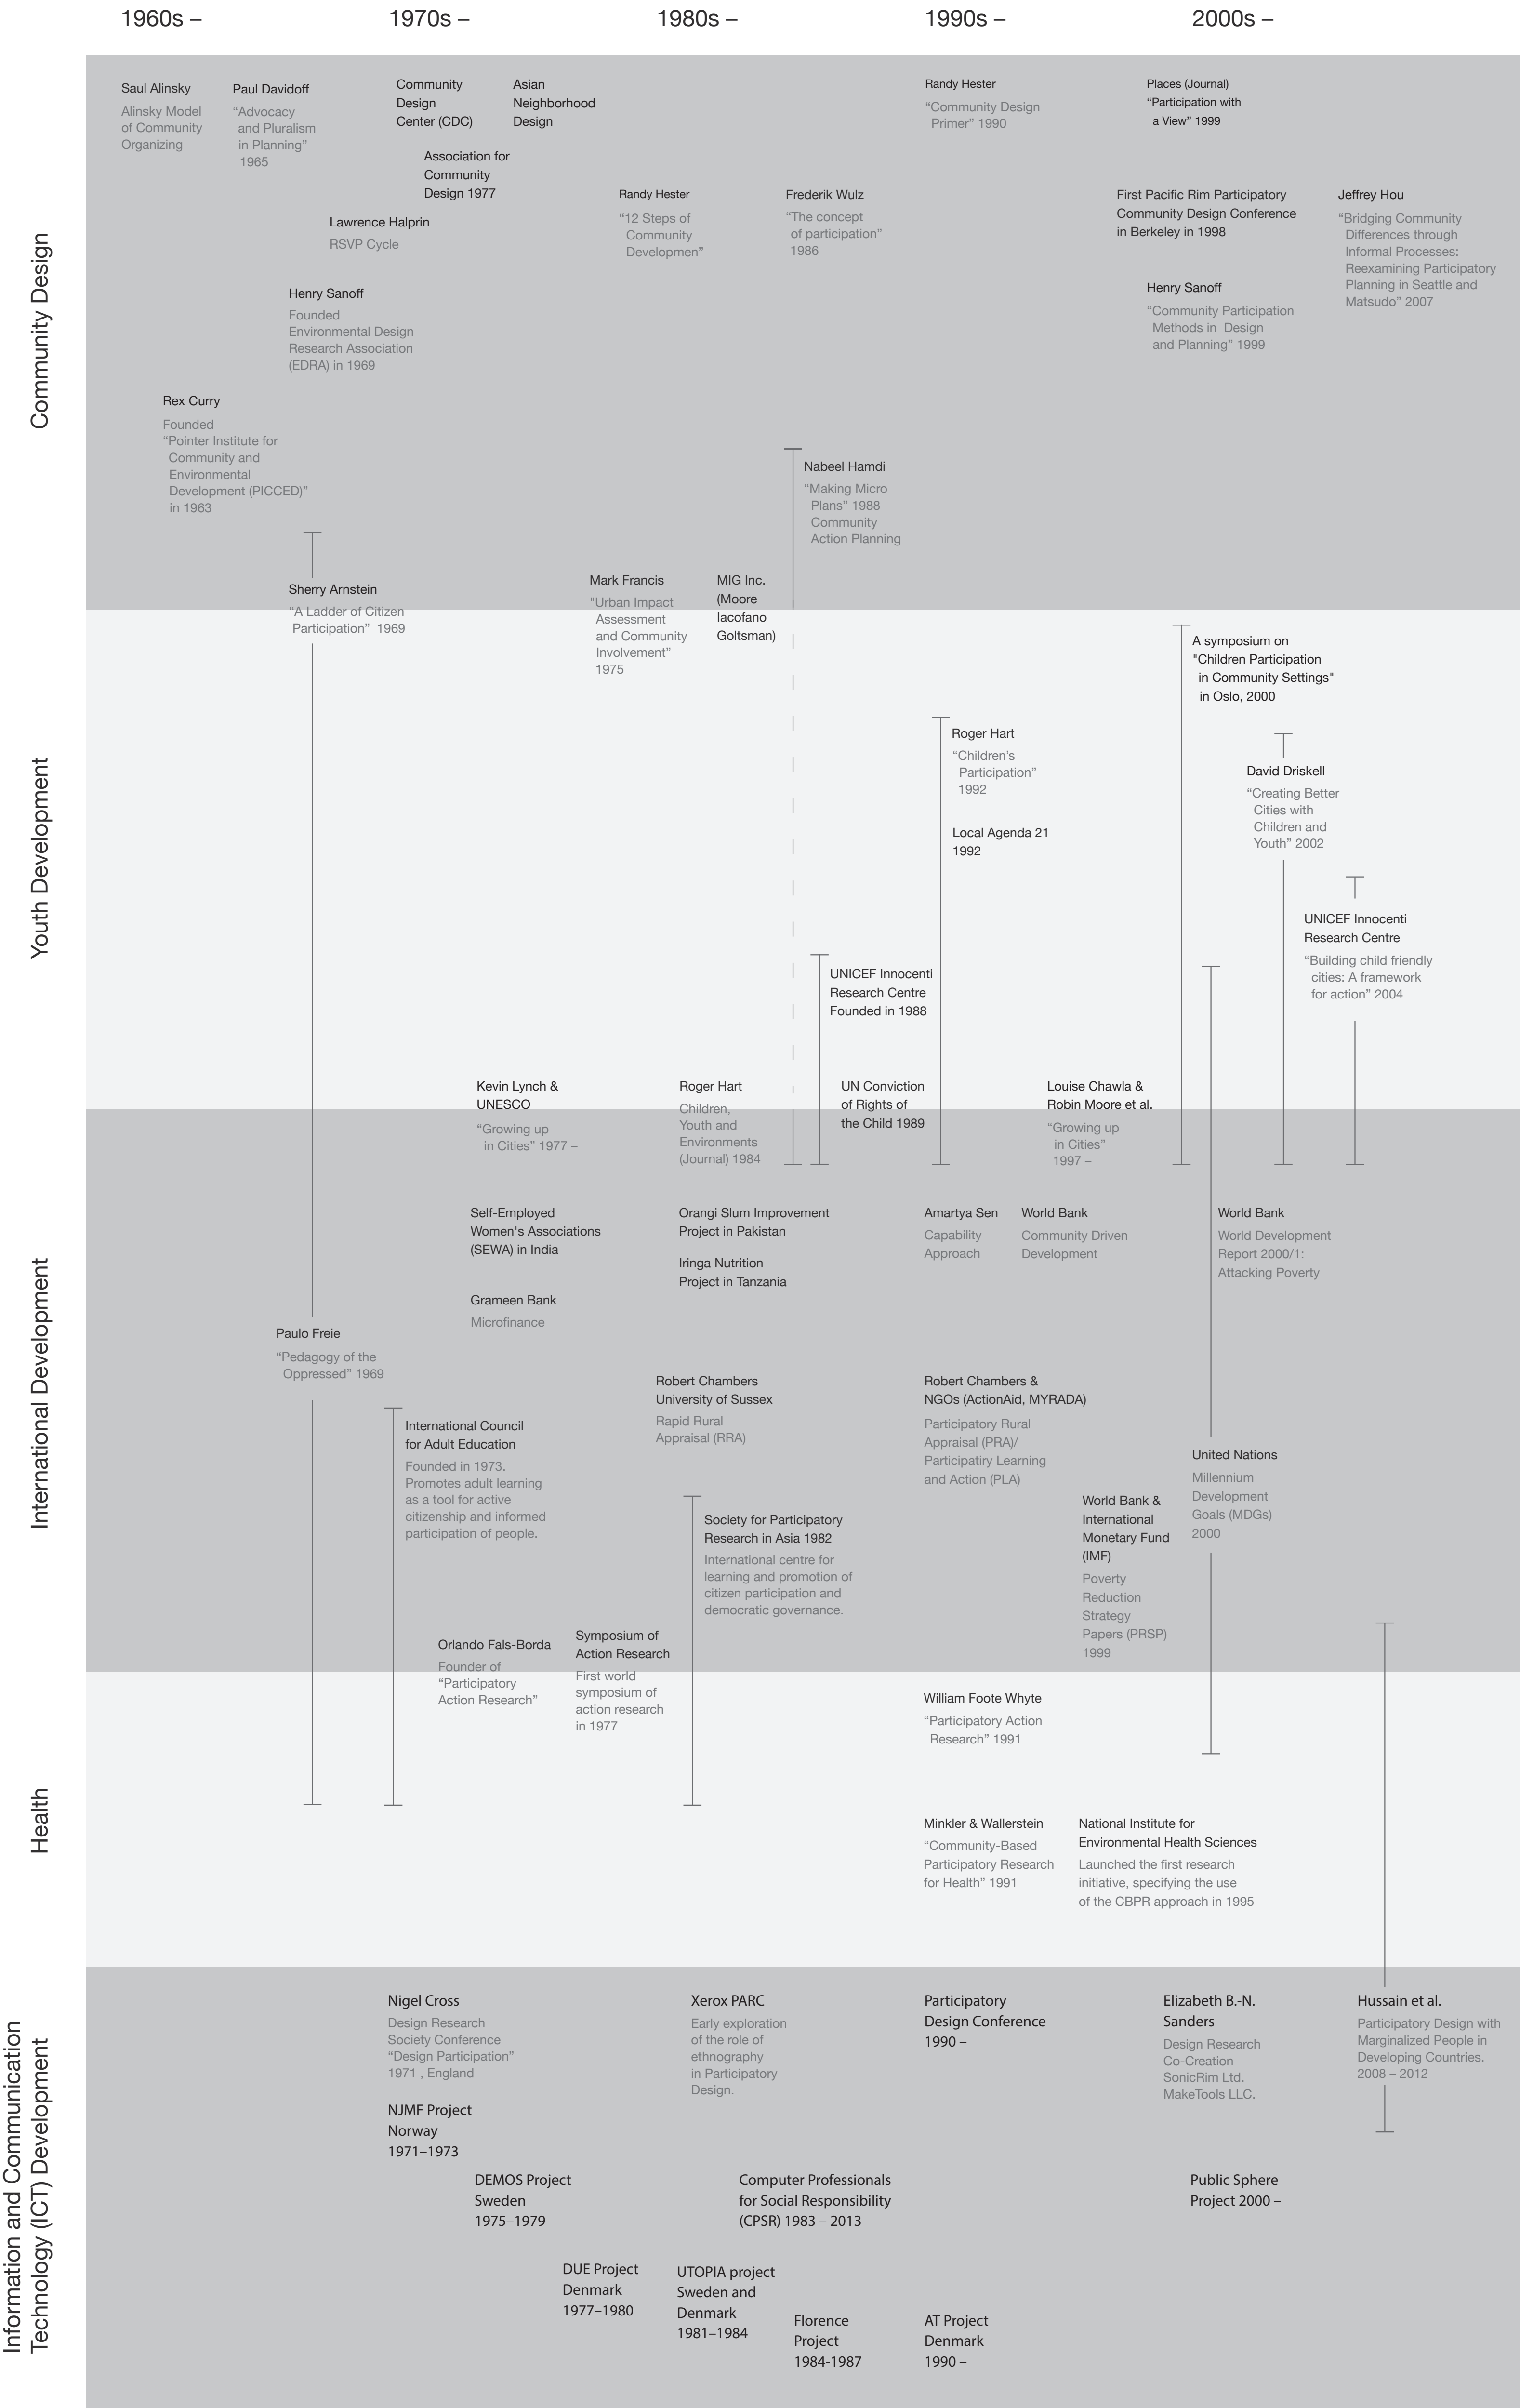 1960s –
1970s –
1980s –
1990s –
2000s –
Community Design
Saul Alinsky
Alinsky Model
of Community
Organizing
Paul Davidoff
“Advocacy
and Pluralism
in Planning”
1965
Community
Design
Center (CDC)
Asian
Neighborhood
Design
Association for
Community
Design 1977
Lawrence Halprin
RSVP Cycle
Henry Sanoff
Founded
Environmental Design
Research Association
(EDRA) in 1969
Rex Curry
Founded
“Pointer Institute for
Community and
Environmental
Development (PICCED)”
in 1963
Sherry Arnstein
“A Ladder of Citizen
Participation” 1969
Randy Hester
“12 Steps of
Community
Developmen”
Frederik Wulz
“The concept
of participation”
1986
Nabeel Hamdi
“Making Micro
Plans” 1988
Community
Action Planning
Mark Francis
"Urban Impact
Assessment
and Community
Involvement”
1975
MIG Inc.
(Moore
Iacofano
Goltsman)
Randy Hester
“Community Design
Primer” 1990
Places (Journal)
“Participation with
a View” 1999
First Pacific Rim Participatory
Community Design Conference
in Berkeley in 1998
Henry Sanoff
“Community Participation
Methods in Design
and Planning” 1999
Jeffrey Hou
“Bridging Community
Differences through
Informal Processes:
Reexamining Participatory
Planning in Seattle and
Matsudo” 2007
Youth Development
A symposium on
"Children Participation
in Community Settings"
in Oslo, 2000
Roger Hart
“Children’s
Participation”
1992
Local Agenda 21
1992
David Driskell
“Creating Better
Cities with
Children and
Youth” 2002
UNICEF Innocenti
Research Centre
“Building child friendly
cities: A framework
for action” 2004
UNICEF Innocenti
Research Centre
Founded in 1988
Kevin Lynch &
UNESCO
“Growing up
in Cities” 1977 –
Roger Hart
Children,
Youth and
Environments
(Journal) 1984
UN Conviction
of Rights of
the Child 1989
Louise Chawla &
Robin Moore et al.
“Growing up
in Cities”
1997 –
International Development
Self-Employed
Women's Associations
(SEWA) in India
Grameen Bank
Microfinance
Orangi Slum Improvement
Project in Pakistan
Iringa Nutrition
Project in Tanzania
Amartya Sen
Capability
Approach
World Bank
Community Driven
Development
World Bank
World Development
Report 2000/1:
Attacking Poverty
Paulo Freie
“Pedagogy of the
Oppressed” 1969
International Council
for Adult Education
Founded in 1973.
Promotes adult learning
as a tool for active
citizenship and informed
participation of people.
Robert Chambers
University of Sussex
Rapid Rural
Appraisal (RRA)
Robert Chambers &
NGOs (ActionAid, MYRADA)
Participatory Rural
Appraisal (PRA)/
Participatiry Learning
and Action (PLA)
United Nations
Millennium
Development
Goals (MDGs)
2000
World Bank &
International
Monetary Fund
(IMF)
Poverty
Reduction
Strategy
Papers (PRSP)
1999
Society for Participatory
Research in Asia 1982
International centre for
learning and promotion of
citizen participation and
democratic governance.
Orlando Fals-Borda
Founder of
“Participatory
Action Research”
Symposium of
Action Research
First world
symposium of
action research
in 1977
Health
William Foote Whyte
“Participatory Action
Research” 1991
Minkler & Wallerstein
“Community-Based
Participatory Research
for Health” 1991
National Institute for
Environmental Health Sciences
Launched the first research
initiative, specifying the use
of the CBPR approach in 1995
Information and Communication
Technology (ICT) Development
Nigel Cross
Design Research
Society Conference
“Design Participation”
1971 , England
NJMF Project
Norway
1971–1973
Xerox PARC
Early exploration
of the role of
ethnography
in Participatory
Design.
Participatory
Design Conference
1990 –
Elizabeth B.-N.
Sanders
Design Research
Co-Creation
SonicRim Ltd.
MakeTools LLC.
Hussain et al.
Participatory Design with
Marginalized People in
Developing Countries.
2008 – 2012
DEMOS Project
Sweden
1975–1979
Computer Professionals
for Social Responsibility
(CPSR) 1983 – 2013
Public Sphere
Project 2000 –
DUE Project
Denmark
1977–1980
UTOPIA project
Sweden and
Denmark
1981–1984
Florence
Project
1984-1987
AT Project
Denmark
1990 –